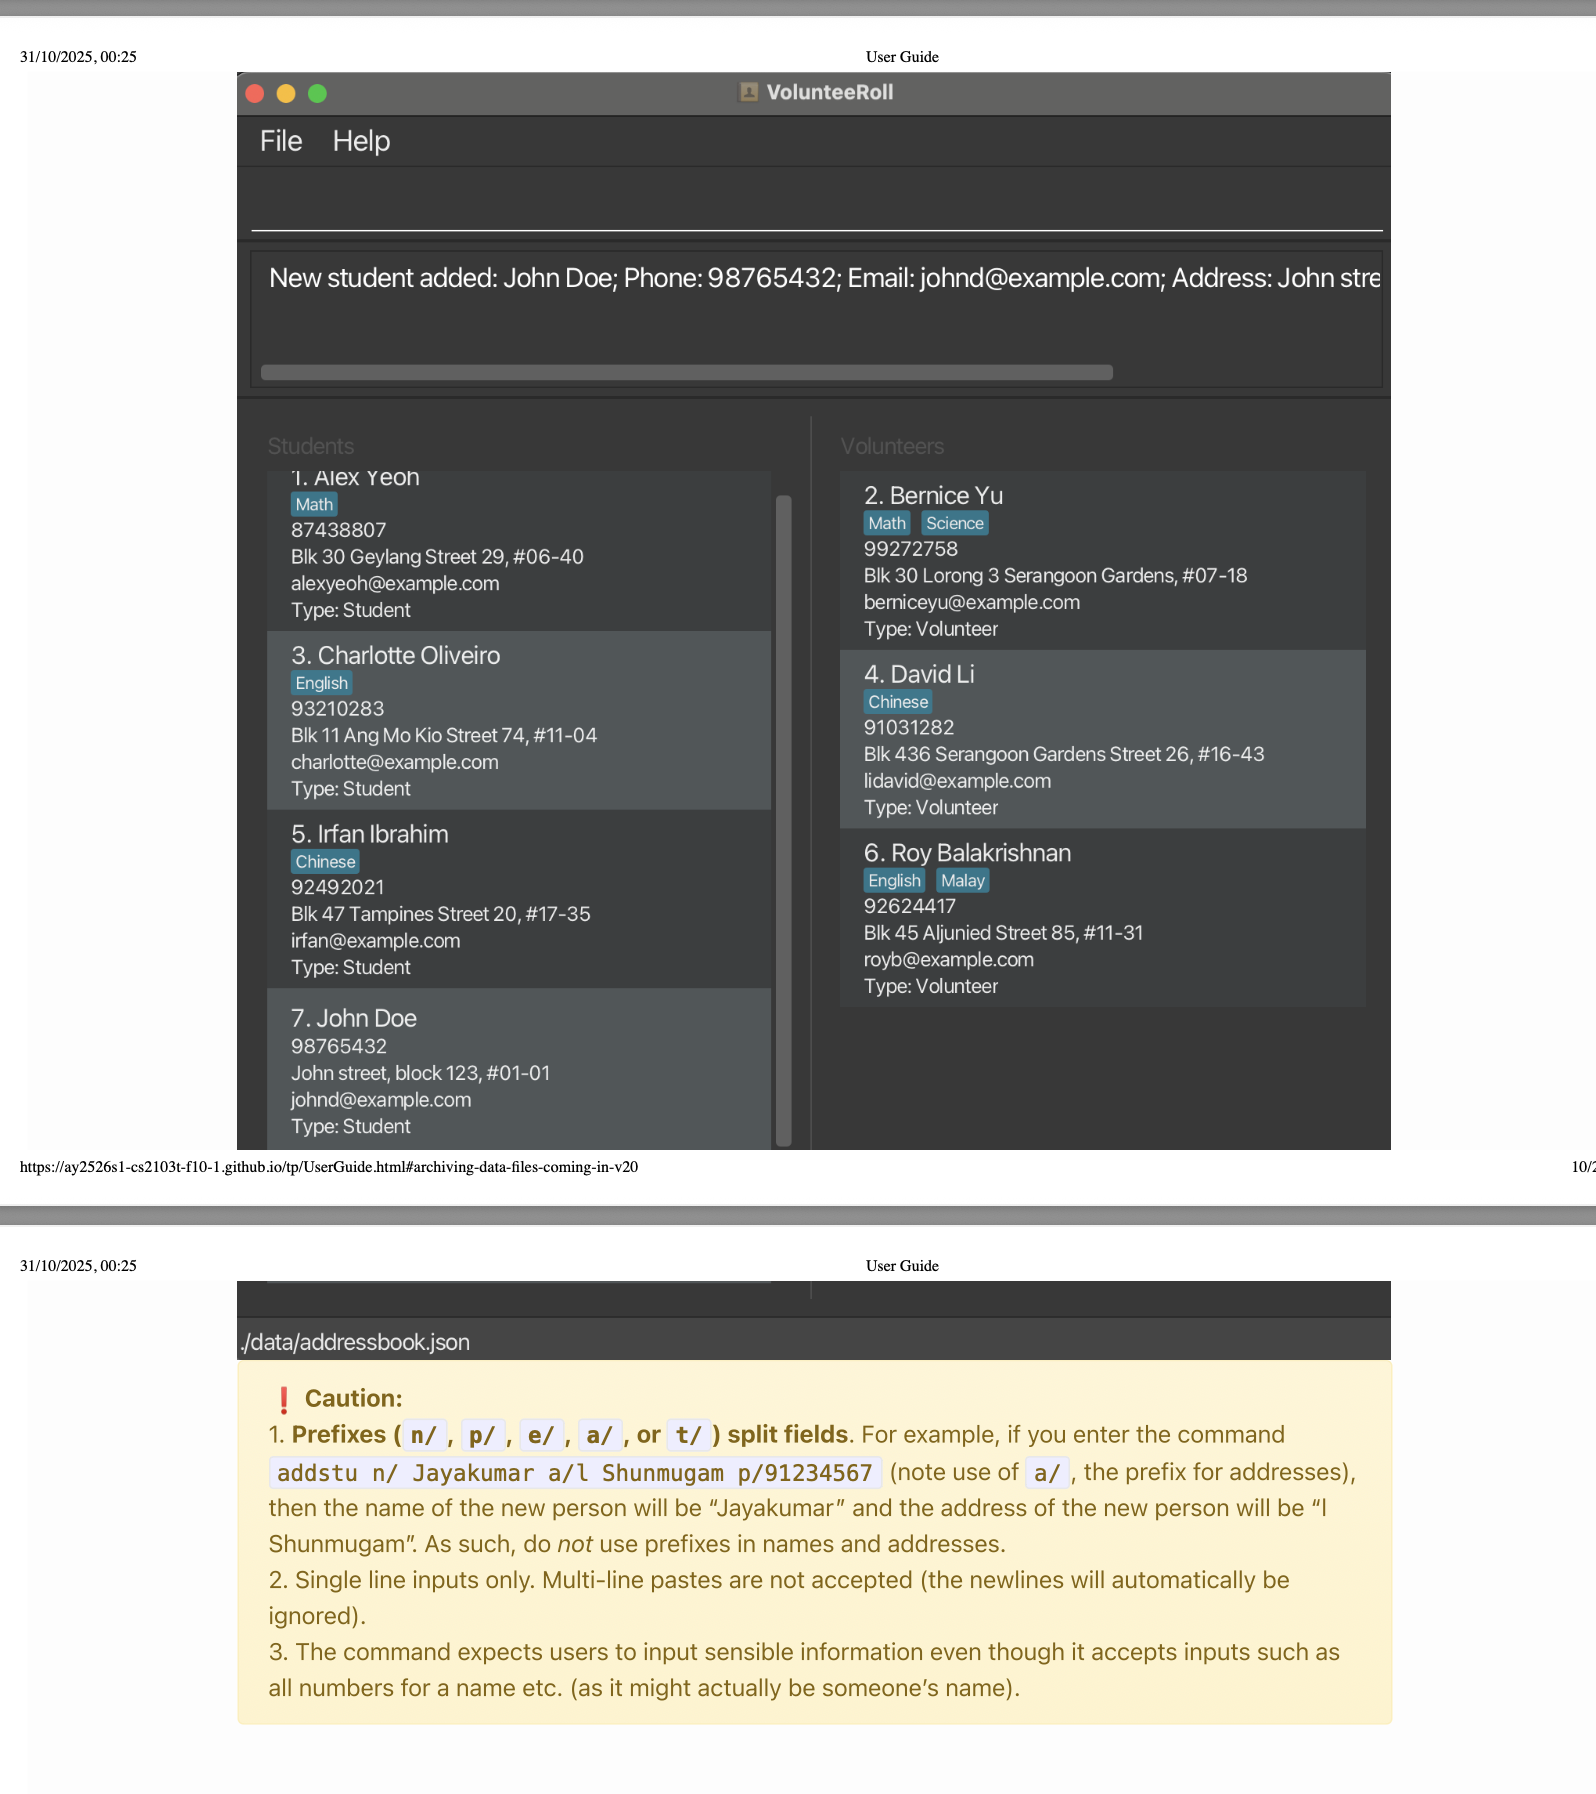 31/10/2025, 00:25 User Guide
VolunteeRoll
File Help
New student added: John Doe; Phone: 98765432; Email: johnd@example.com; Address: John stre
Students
1. Alex Yeoh
Math
87438807
Blk 30 Geylang Street 29, #06-40
alexyeoh@example.com
Type: Student
3. Charlotte Oliveiro
English
93210283
Blk 11 Ang Mo Kio Street 74, #11-04
charlotte@example.com
Type: Student
5. Irfan Ibrahim
Chinese
92492021
Blk 47 Tampines Street 20, #17-35
irfan@example.com
Type: Student
7. John Doe
98765432
John street, block 123, #01-01
johnd@example.com
Type: Student
Volunteers
2. Bernice Yu
Math Science
99272758
Blk 30 Lorong 3 Serangoon Gardens, #07-18
berniceyu@example.com
Type: Volunteer
4. David Li
Chinese
91031282
Blk 436 Serangoon Gardens Street 26, #16-43
lidavid@example.com
Type: Volunteer
6. Roy Balakrishnan
English Malay
92624417
Blk 45 Aljunied Street 85, #11-31
royb@example.com
Type: Volunteer
https://ay2526s1-cs2103t-f10-1.github.io/tp/UserGuide.html#archiving-data-files-coming-in-v20 10/2
31/10/2025, 00:25 User Guide
./data/addressbook.json
❗ Caution:
1. Prefixes ( n/ , p/ , e/ , a/ , or t/ ) split fields. For example, if you enter the command
addstu n/ Jayakumar a/l Shunmugam p/91234567 (note use of a/ , the prefix for addresses),
then the name of the new person will be “Jayakumar” and the address of the new person will be “l
Shunmugam”. As such, do not use prefixes in names and addresses.
2. Single line inputs only. Multi-line pastes are not accepted (the newlines will automatically be
ignored).
3. The command expects users to input sensible information even though it accepts inputs such as
all numbers for a name etc. (as it might actually be someone’s name).